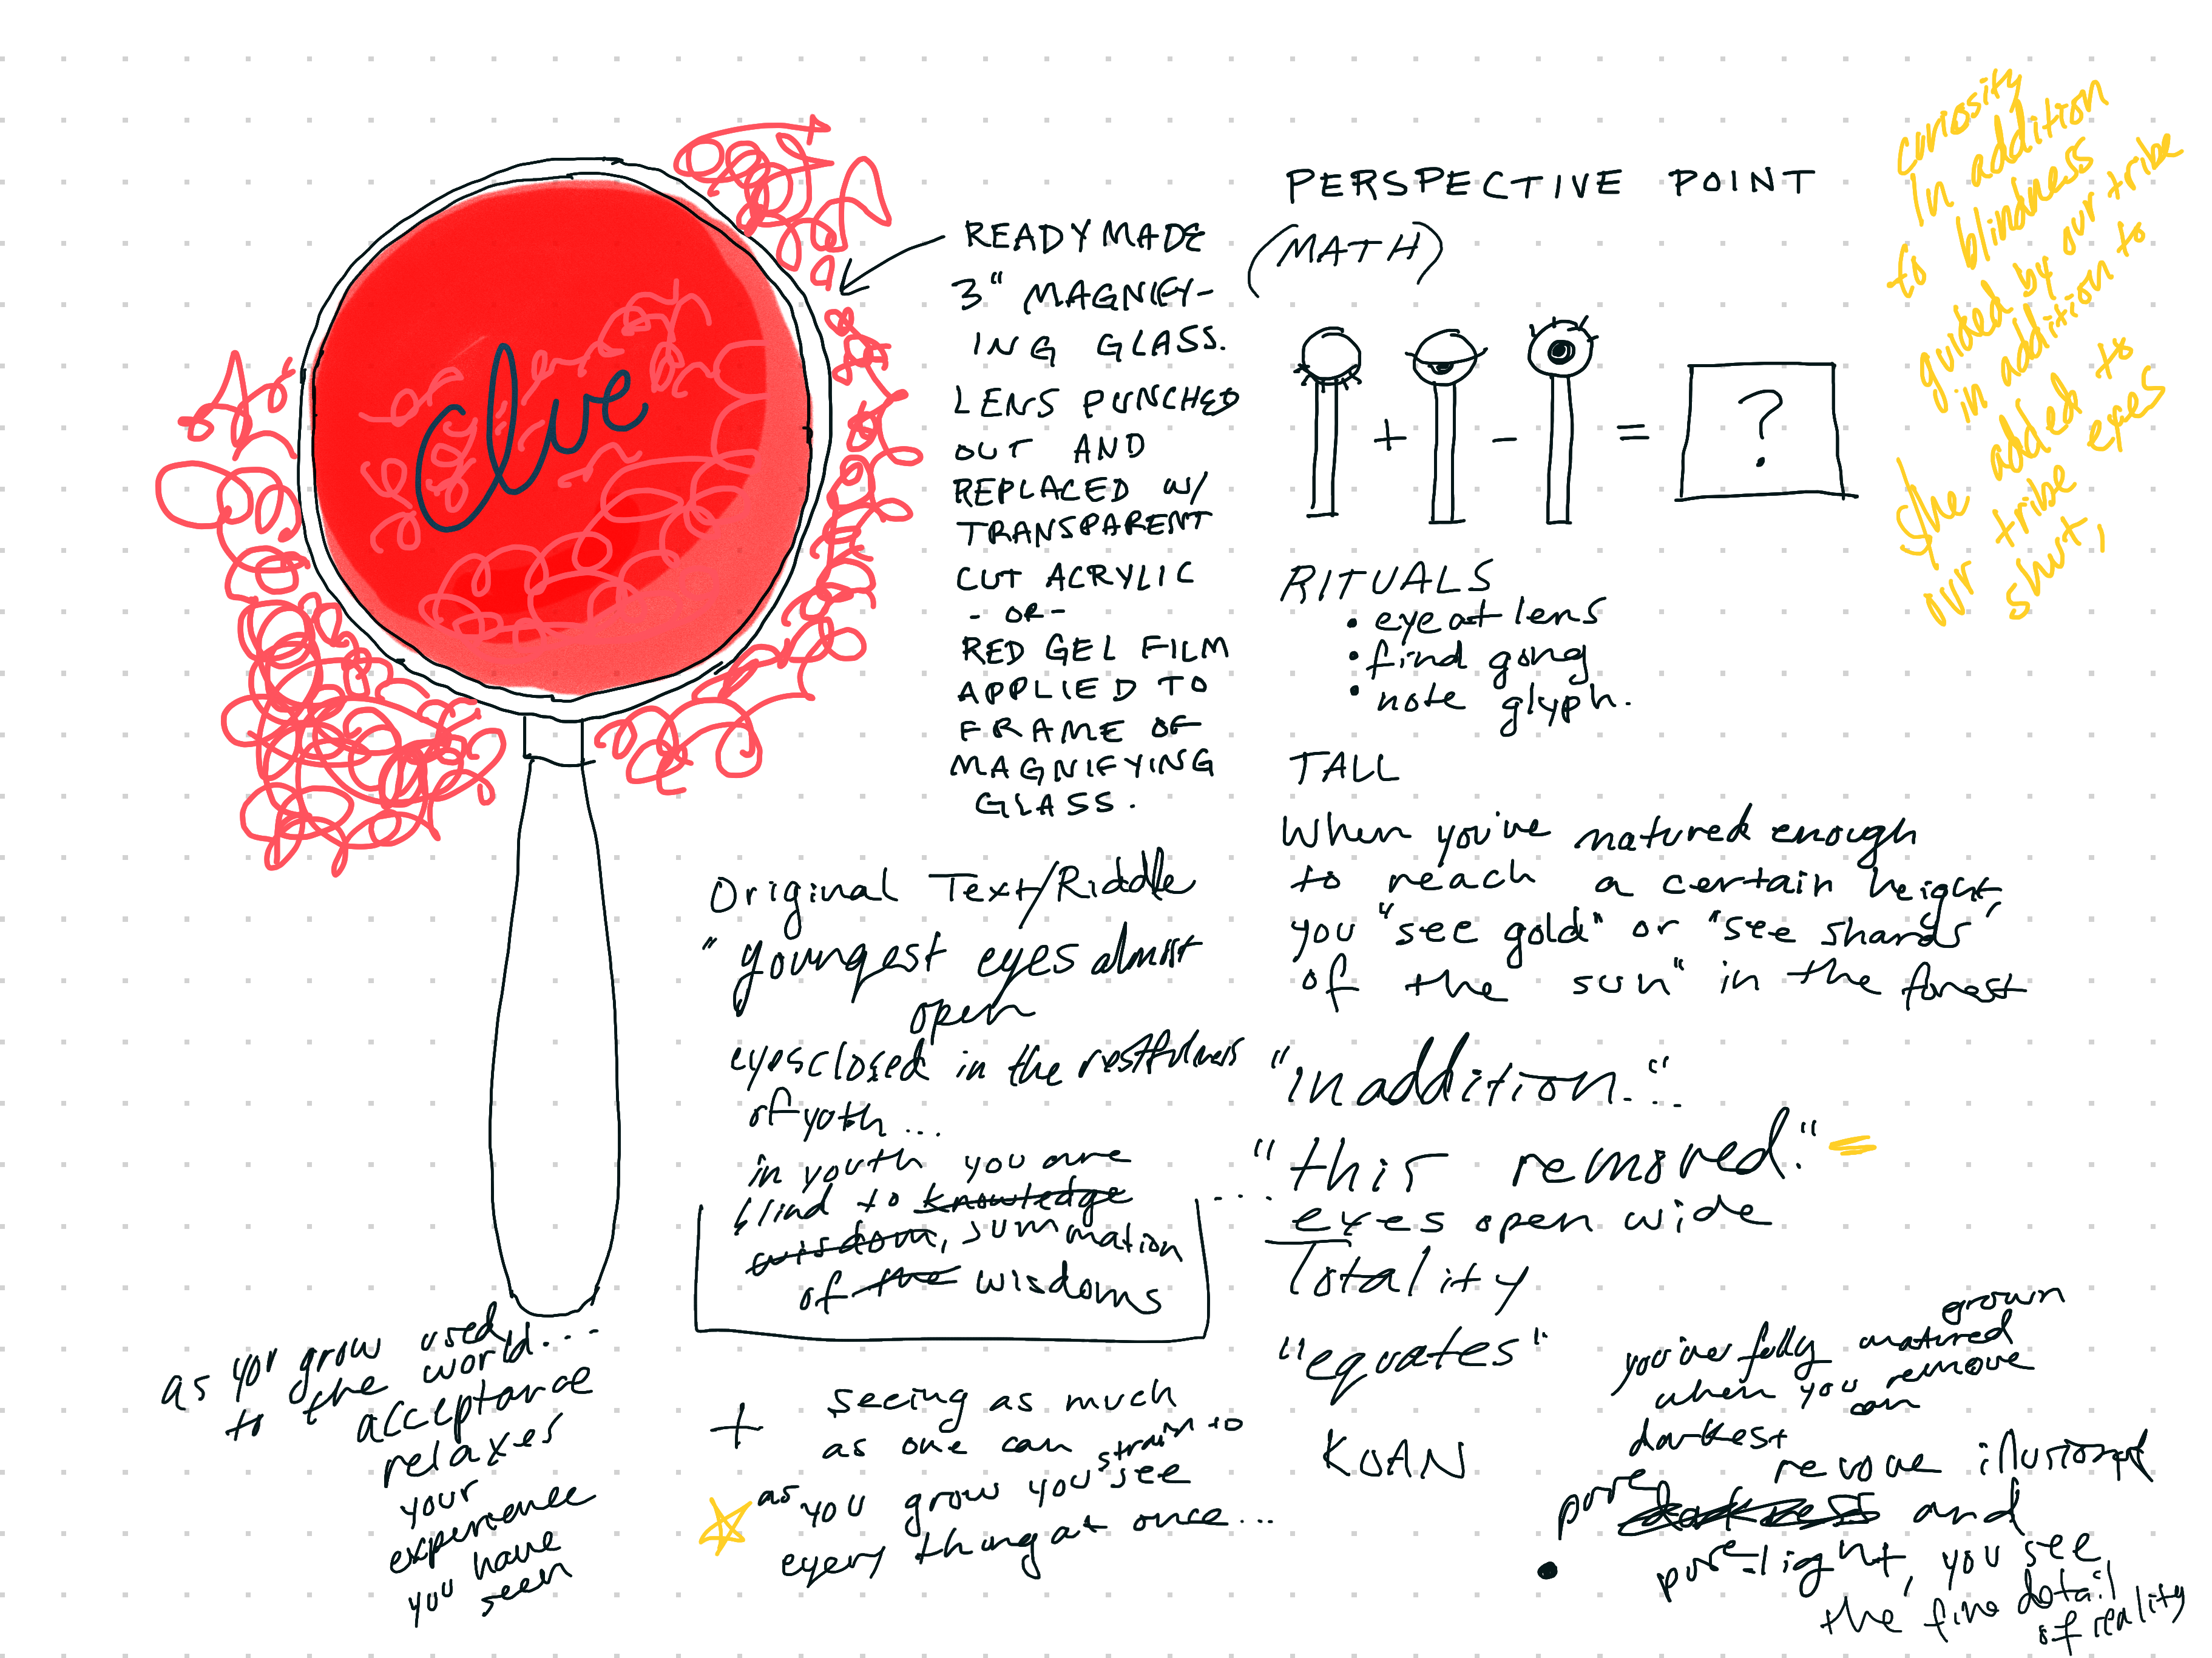 Clue
READYMADE
3" MAGNIFY-
ING GLASS.
LENS PUNCHED
OUT AND
REPLACED W/
TRANSPARENT
CUT ACRYLIC
- OR -
RED GEL FILM
APPLIED TO
FRAME OF
MAGNIFYING
GLASS.
PERSPECTIVE POINT
(MATH)
+ - = ?
RITUALS
• eye at lens
• find gong
• note glyph.
TALL
When you've matured enough
to reach a certain height,
you "see gold" or "see shards
of the sun" in the forest
curiosity
In addition
to blindness
guided by our tribe
in addition to
the added to
our tribe eyes
shut,
Original Text/Riddle
"youngest eyes almost
open
eyes closed in the restfulness
of yoth...
in youth you are
blind to knowledge
wisdom, summation
of the wisdoms
"in addition..."
... "this removed." =
eyes open wide
Totality
"equates"
KOAN
as you grow used
to the world....
acceptance
relaxes
your
experience
you have
seen
+ seeing as much
as one can strain to
see
as you grow you
every thing at once...
grown
you're fully matured
when you can remove
darkest
remove illusion of
pure darkness and
• pure-light, you see
the fine detail
of reality